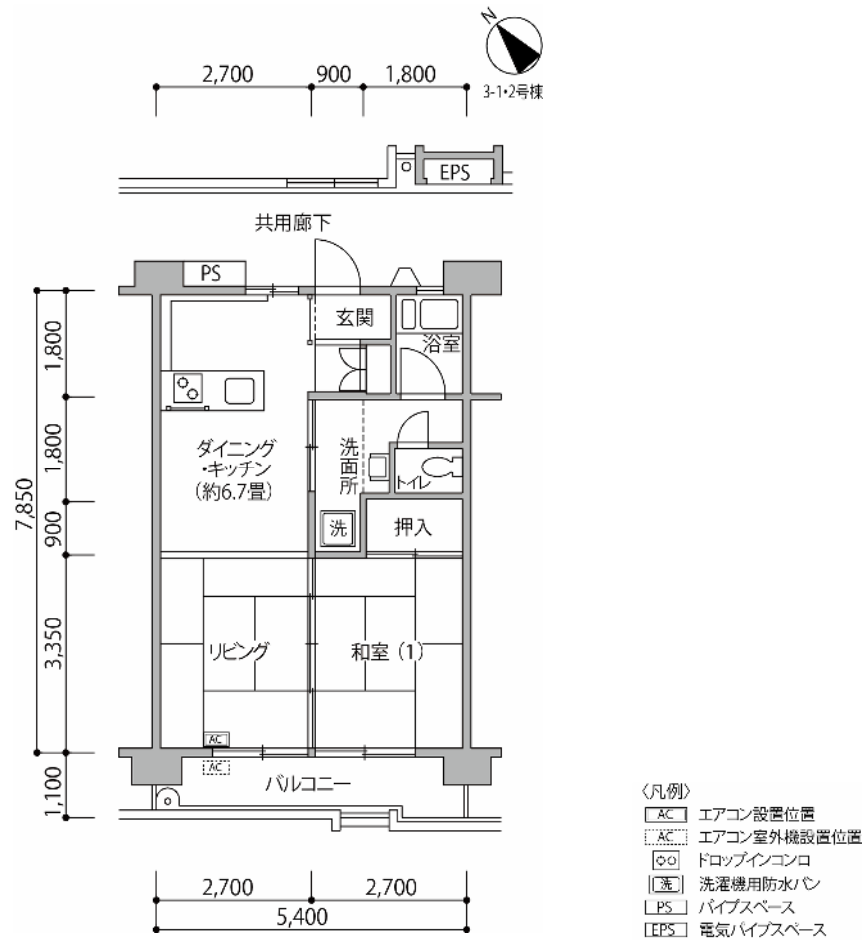 N
3-1・2号棟
2,700
900
1,800
EPS
共用廊下
PS
玄関
浴室
1,800
1,800
900
3,350
7,850
1,100
ダイニング
・キッチン
(約6.7畳)
洗面所
トイレ
洗
押入
リビング
和室(1)
AC
AC
バルコニー
2,700
2,700
5,400
〈凡例〉
AC エアコン設置位置
AC エアコン室外機設置位置
ドロップインコンロ
洗 洗濯機用防水パン
PS パイプスペース
EPS 電気パイプスペース